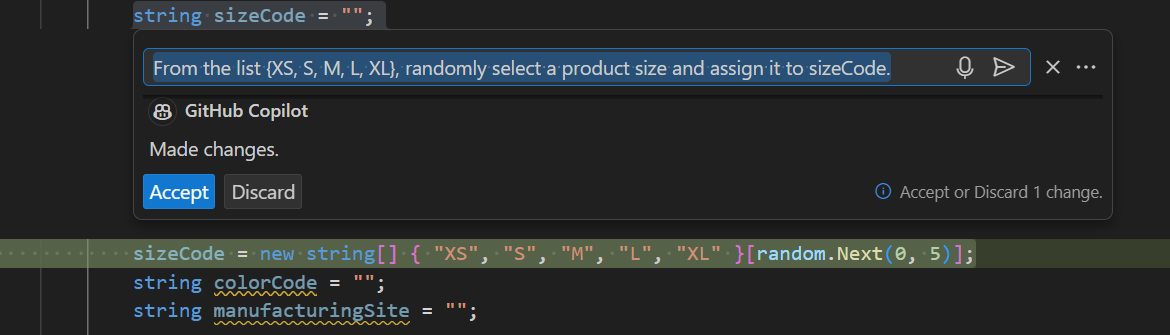 string sizeCode = "";
From the list {XS, S, M, L, XL}, randomly select a product size and assign it to sizeCode.
GitHub Copilot
Made changes.
Accept Discard Accept or Discard 1 change.
sizeCode = new string[] { "XS", "S", "M", "L", "XL" }[random.Next(0, 5)];
string colorCode = "";
string manufacturingSite = "";